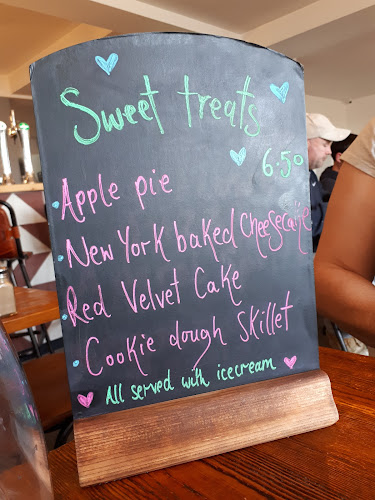 Sweet treats
6.50
Apple pie
New York baked cheesecake
Red Velvet Cake
Cookie dough Skillet
All served with icecream